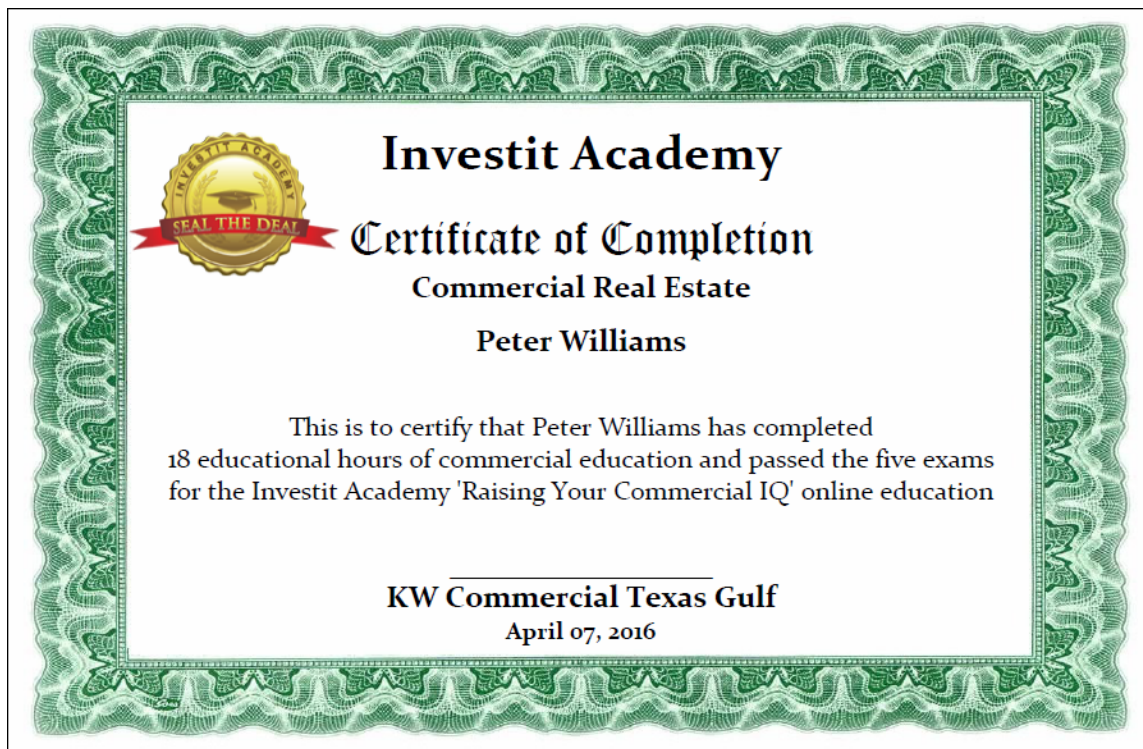 Investit Academy
INVESTIT ACADEMY
SEAL THE DEAL
Certificate of Completion
Commercial Real Estate
Peter Williams
This is to certify that Peter Williams has completed
18 educational hours of commercial education and passed the five exams
for the Investit Academy 'Raising Your Commercial IQ' online education
KW Commercial Texas Gulf
April 07, 2016